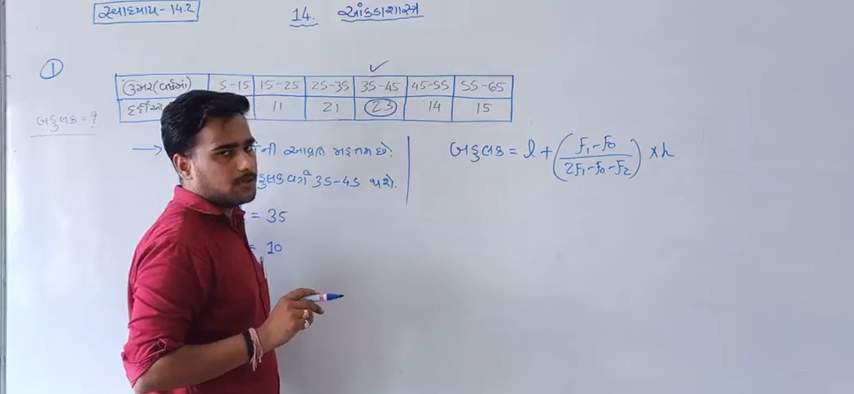 સ્વાધ્યાય-14.2
14. આંકડાશાસ્ત્ર
①
ઉંમર(વર્ષમાં) 5-15 15-25 25-35 35-45 45-55 55-65
11 21 23 14 15
બહુલક = ?
ની આવૃત્તિ મહત્તમ છે.
35-45 થશે.
= 35
= 10
બહુલક = l + (f₁-f₀ / 2f₁-f₀-f₂) × h